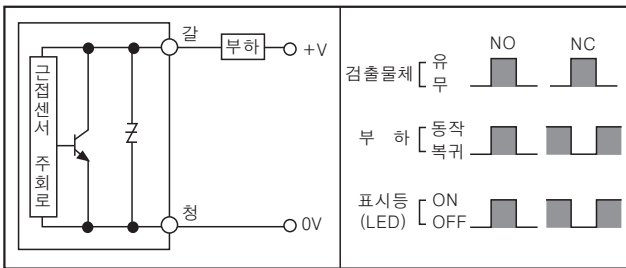 갈
부하
+V
근접센서 주회로
청
0V
NO NC
검출물체 유
무
부 하 동작
복귀
표시등 ON
(LED) OFF